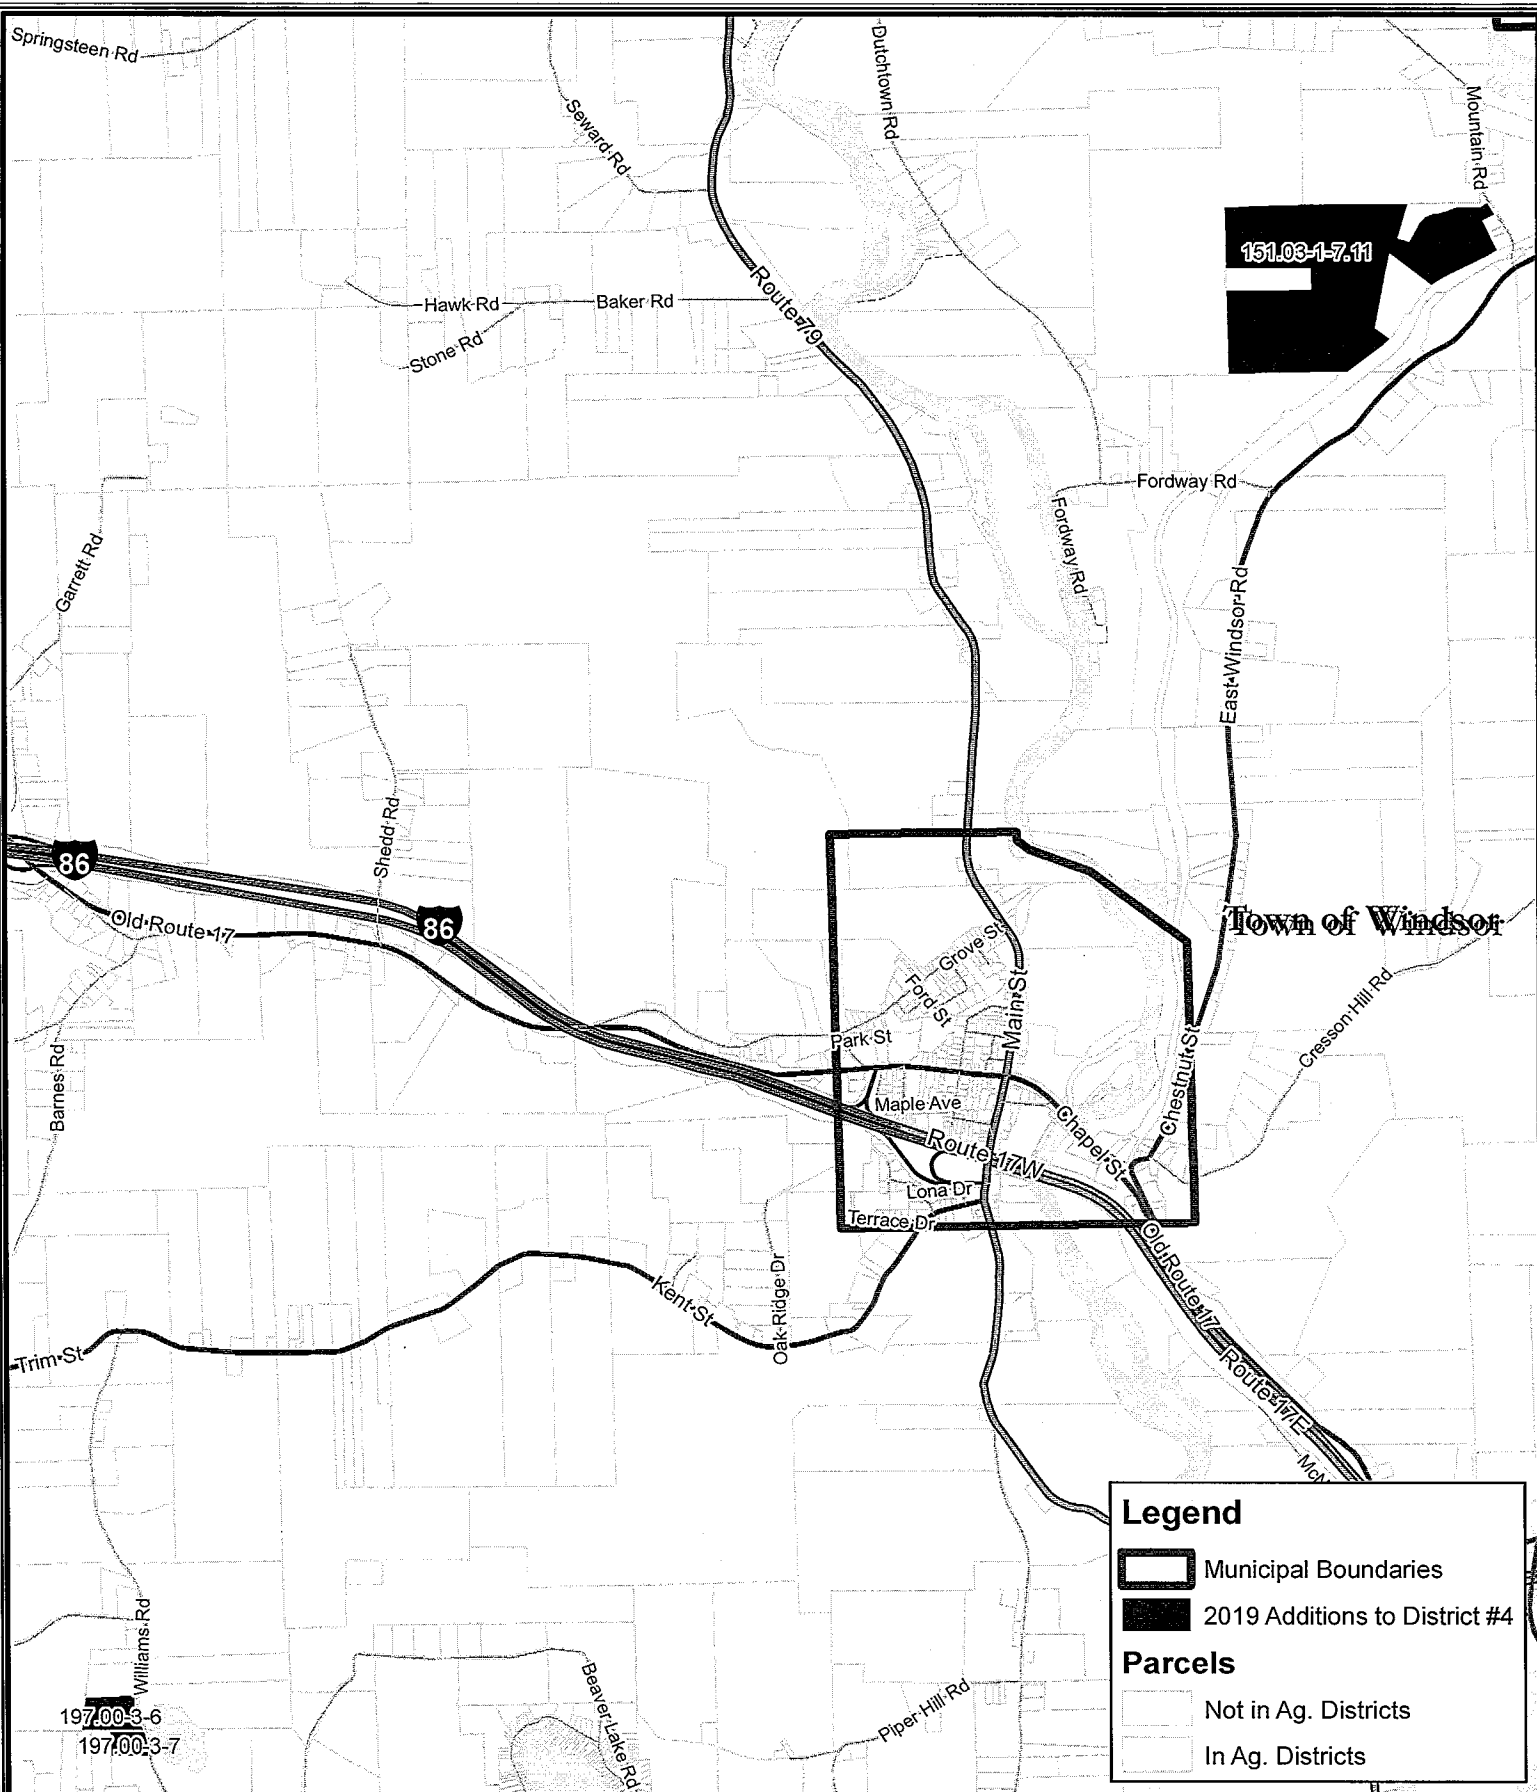 Springsteen Rd
Dutchtown Rd
Mountain Rd
Seward Rd
151.03-1-7.11
Route 79
Hawk Rd
Baker Rd
Stone Rd
Fordway Rd
Fordway Rd
Garrett Rd
East Windsor Rd
Shedd Rd
86
86
Old Route 17
Town of Windsor
Grove St
Ford St
Main St
Cresson Hill Rd
Park St
Barnes Rd
Chestnut St
Maple Ave
Chapel St
Route 17W
Lona Dr
Terrace Dr
Old Route 17
Oak Ridge Dr
Kent St
Trim St
Route 17E
Legend
Municipal Boundaries
2019 Additions to District #4
Parcels
Not in Ag. Districts
In Ag. Districts
Williams Rd
197.00-3-6
197.00-3-7
Beaver Lake Rd
Piper Hill Rd